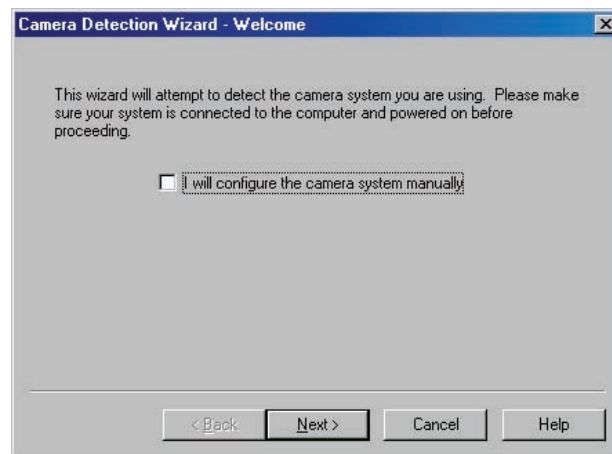 Camera Detection Wizard - Welcome
This wizard will attempt to detect the camera system you are using. Please make
sure your system is connected to the computer and powered on before
proceeding.
I will configure the camera system manually
< Back
Next >
Cancel
Help